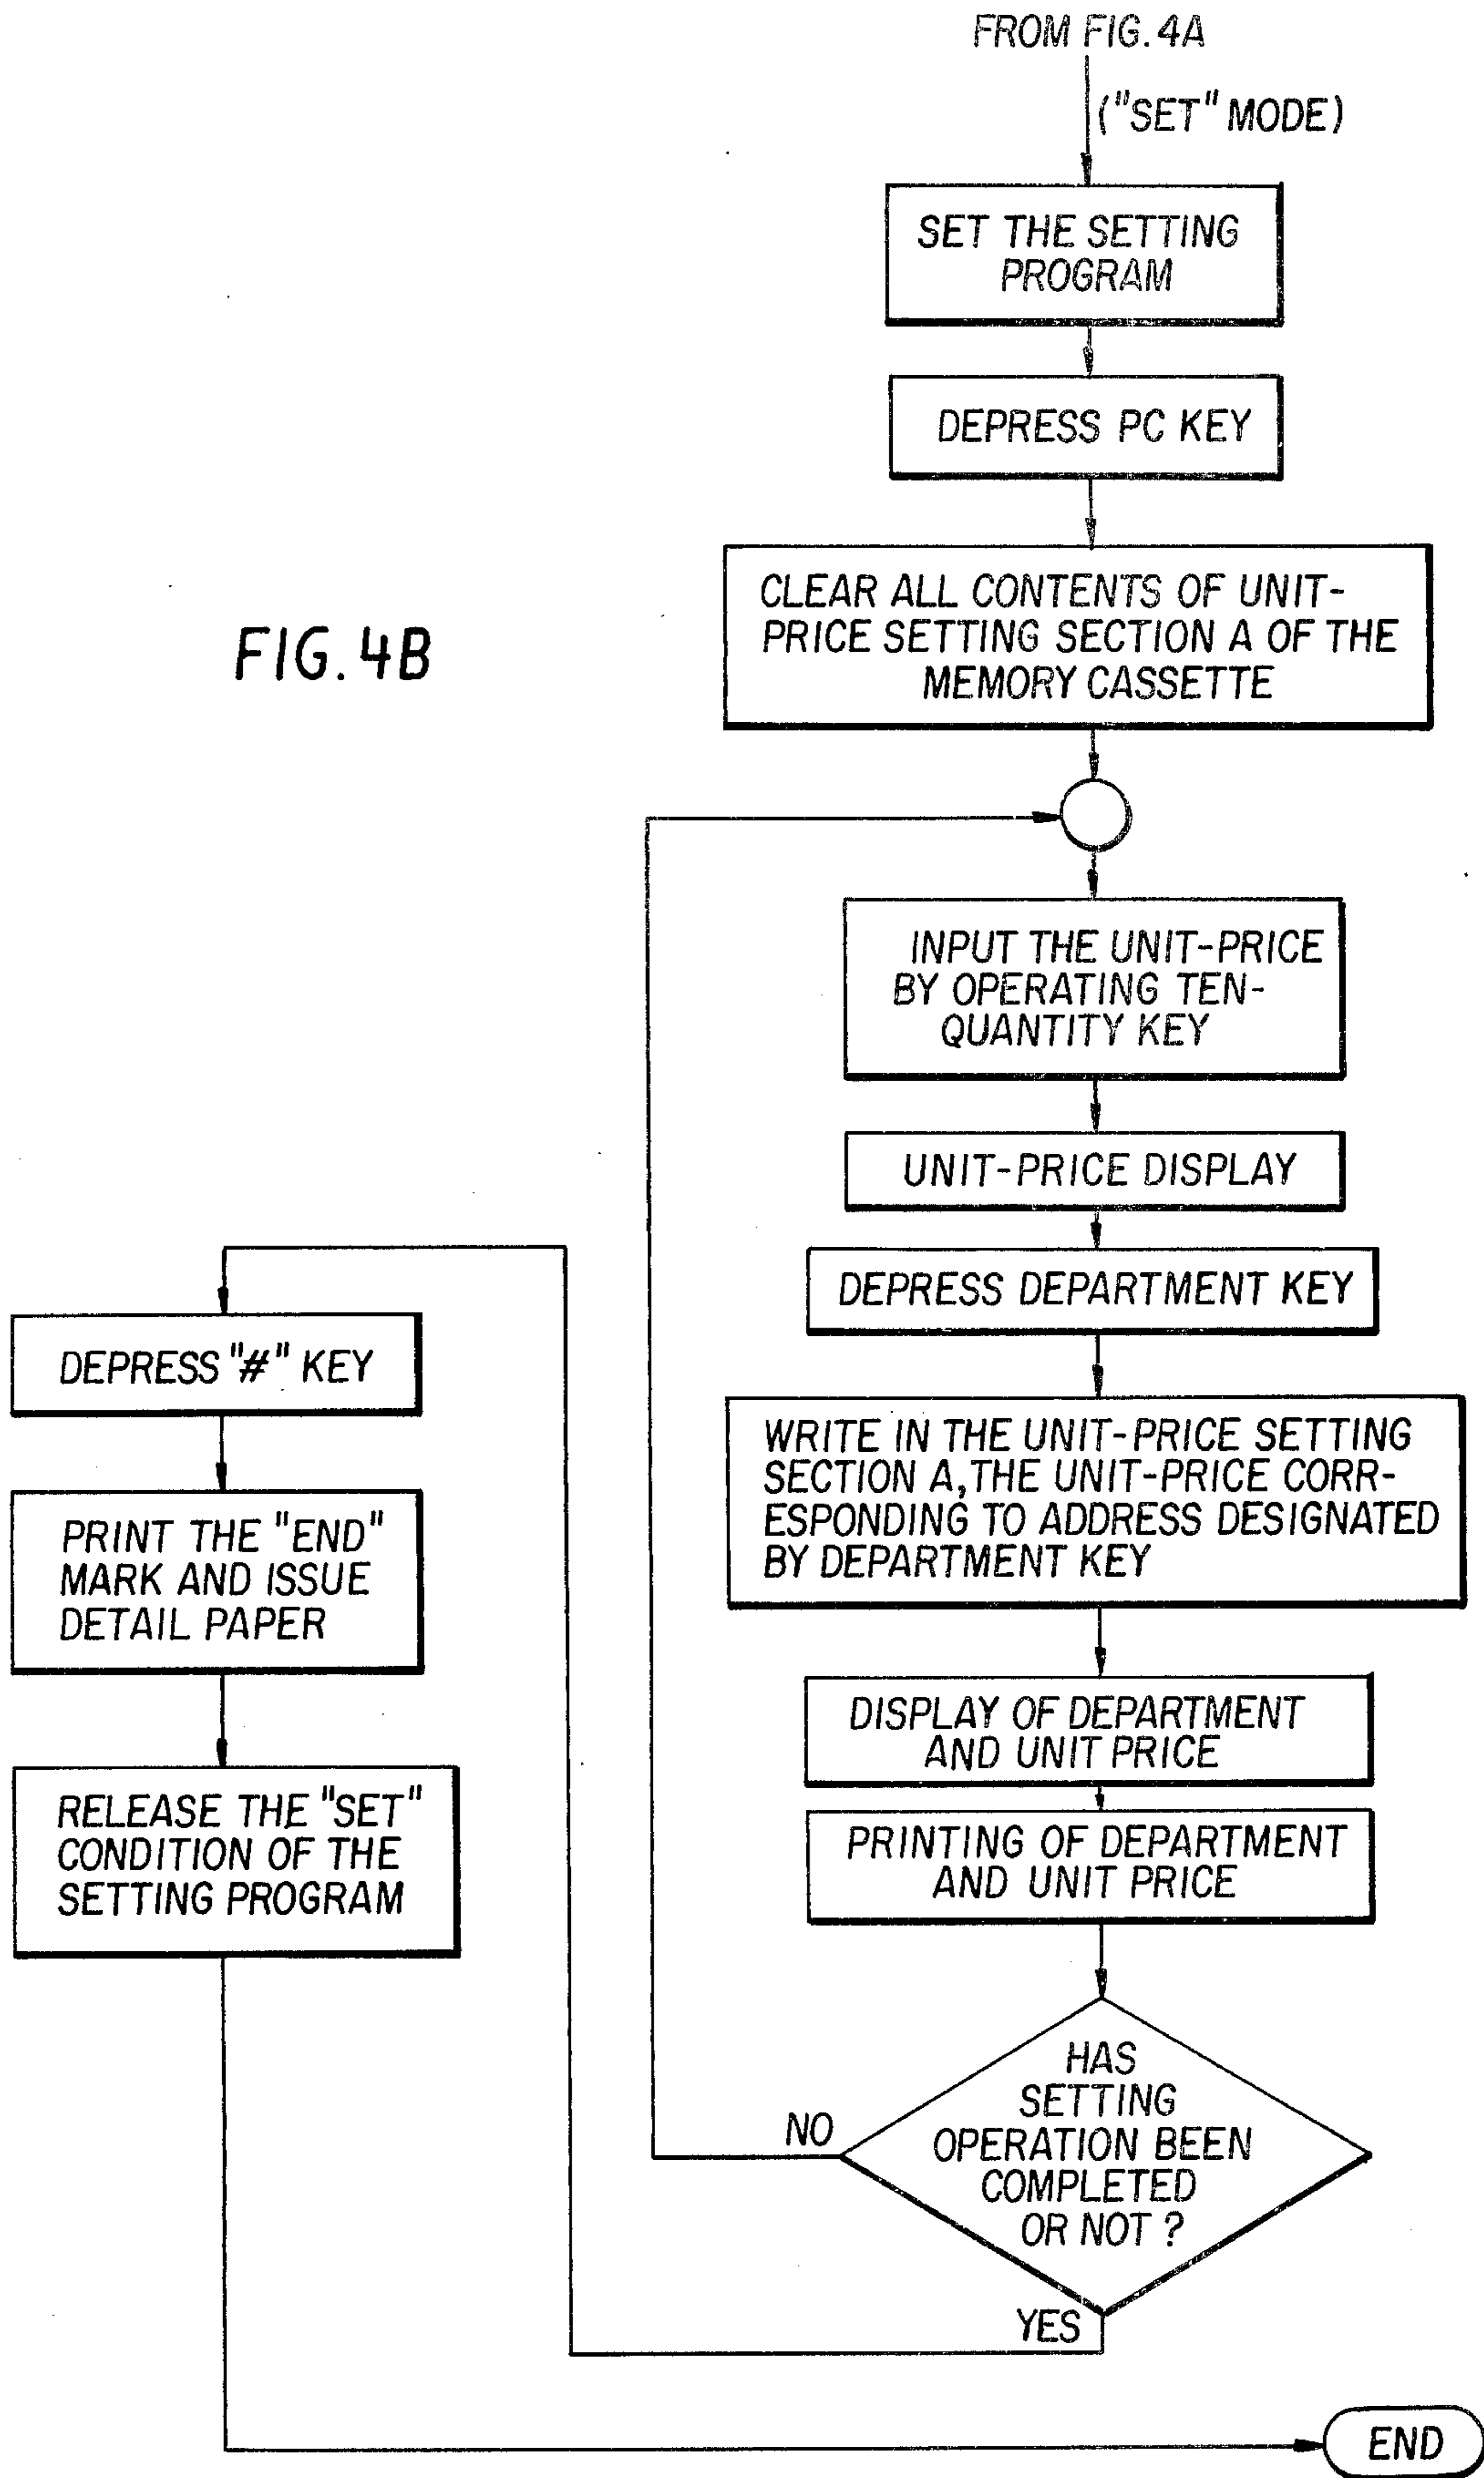 FROM FIG. 4A
("SET" MODE)
SET THE SETTING
PROGRAM
DEPRESS PC KEY
CLEAR ALL CONTENTS OF UNIT-
PRICE SETTING SECTION A OF THE
MEMORY CASSETTE
FIG. 4B
INPUT THE UNIT-PRICE
BY OPERATING TEN-
QUANTITY KEY
UNIT-PRICE DISPLAY
DEPRESS DEPARTMENT KEY
WRITE IN THE UNIT-PRICE SETTING
SECTION A, THE UNIT-PRICE CORR-
ESPONDING TO ADDRESS DESIGNATED
BY DEPARTMENT KEY
DISPLAY OF DEPARTMENT
AND UNIT PRICE
PRINTING OF DEPARTMENT
AND UNIT PRICE
HAS
SETTING
OPERATION BEEN
COMPLETED
OR NOT ?
NO
YES
DEPRESS "#" KEY
PRINT THE "END"
MARK AND ISSUE
DETAIL PAPER
RELEASE THE "SET"
CONDITION OF THE
SETTING PROGRAM
END